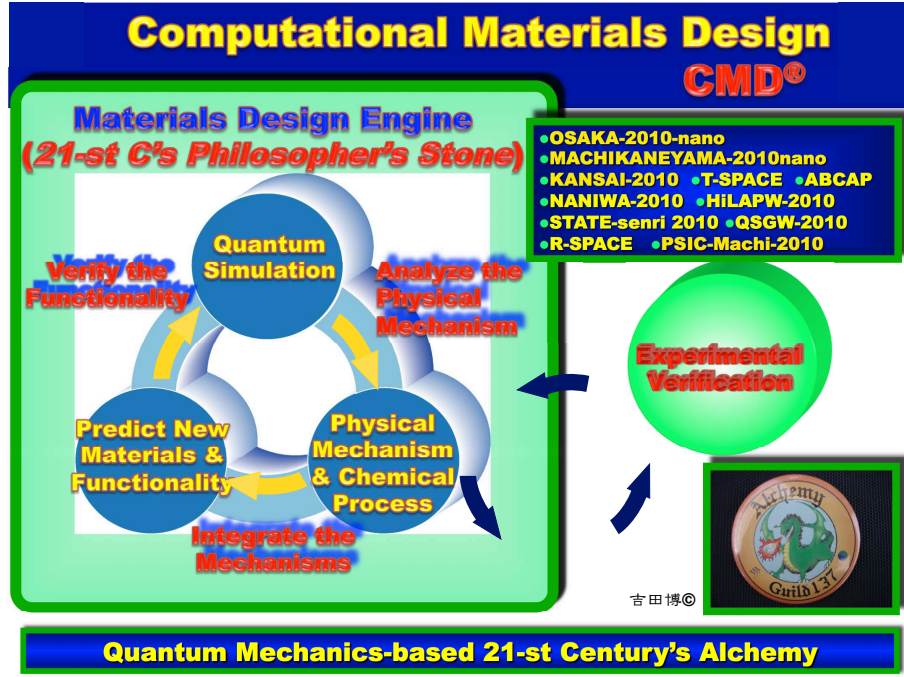 Computational Materials Design
CMD®
Materials Design Engine
(21-st C's Philosopher's Stone)
●OSAKA-2010-nano
●MACHIKANEYAMA-2010nano
●KANSAI-2010 ●T-SPACE ●ABCAP
●NANIWA-2010 ●HiLAPW-2010
●STATE-senri 2010 ●QSGW-2010
●R-SPACE ●PSIC-Machi-2010
Quantum
Simulation
Verify the
Functionality
Analyze the
Physical
Mechanism
Experimental
Verification
Predict New
Materials &
Functionality
Physical
Mechanism
& Chemical
Process
Integrate the
Mechanisms
Alchemy
Guild 137
吉田博©
Quantum Mechanics-based 21-st Century's Alchemy